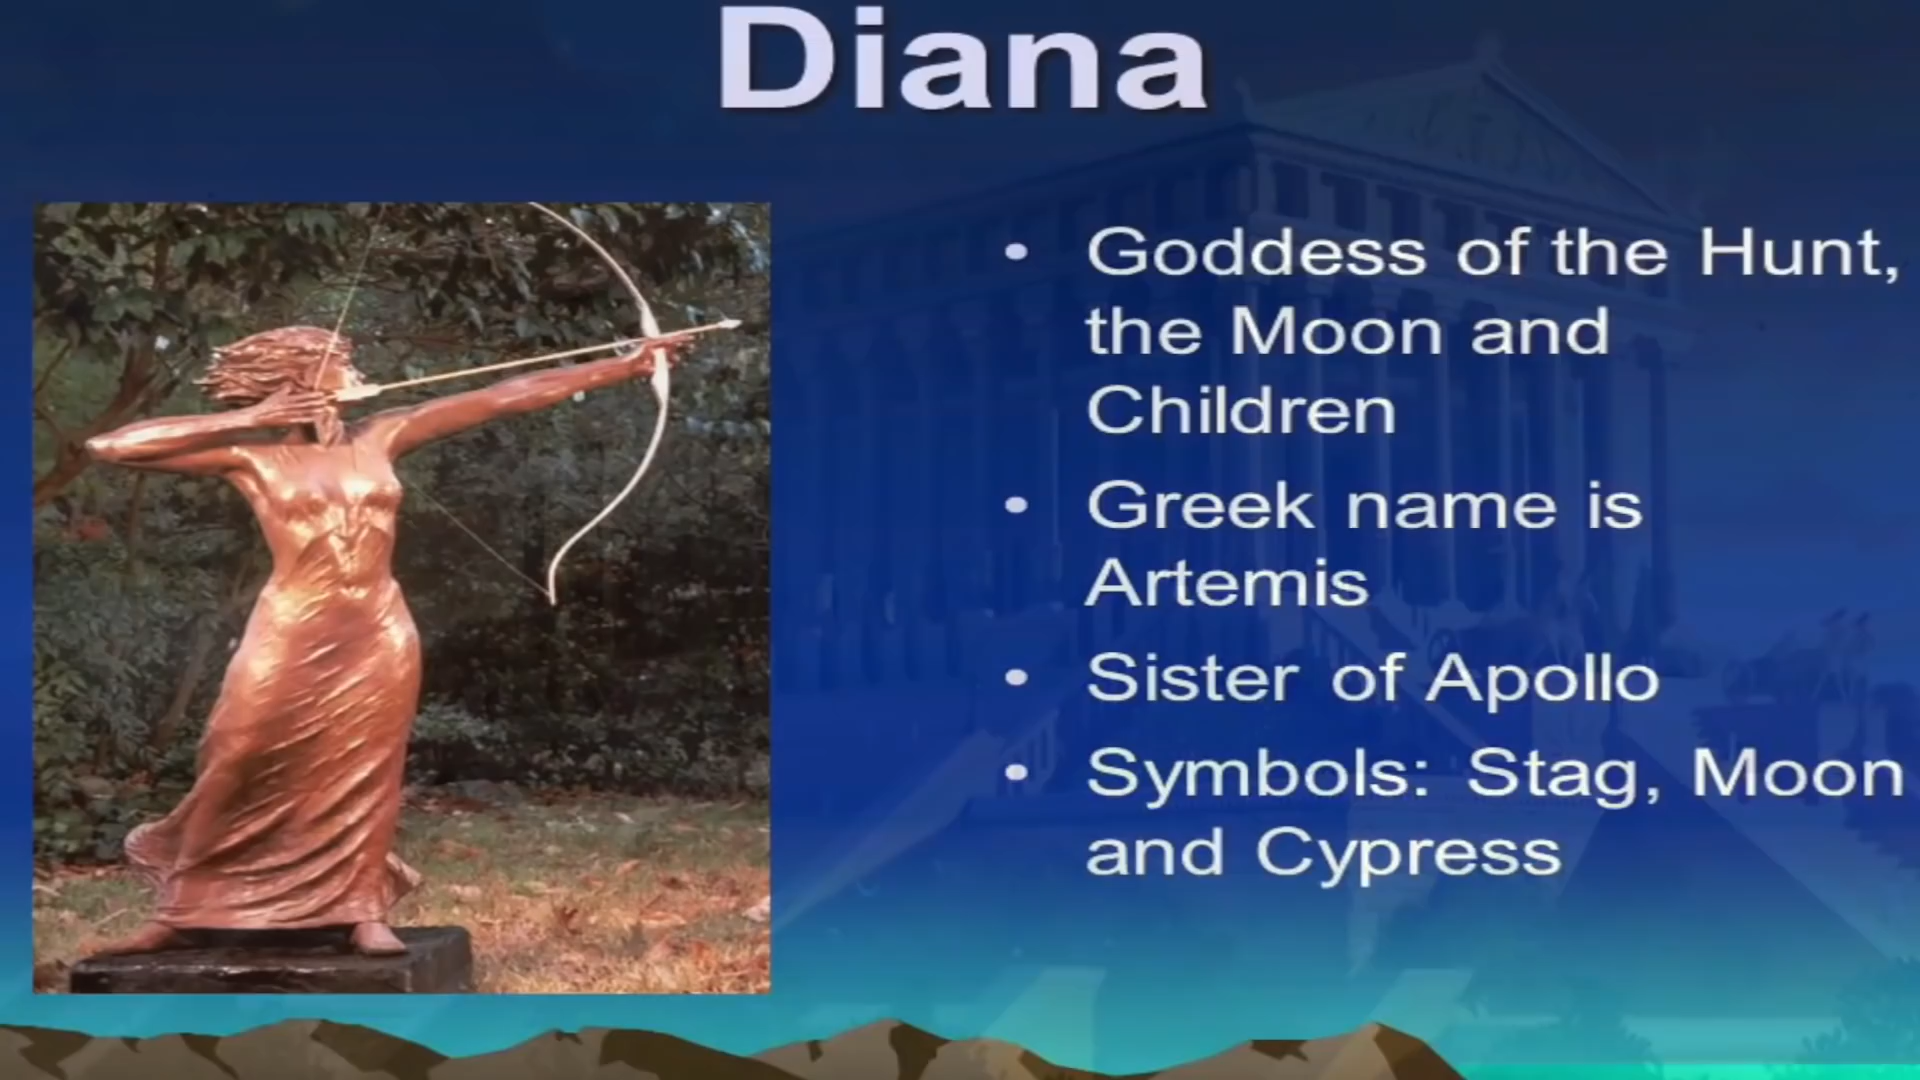 Diana
• Goddess of the Hunt,
the Moon and
Children
• Greek name is
Artemis
• Sister of Apollo
• Symbols: Stag, Moon
and Cypress